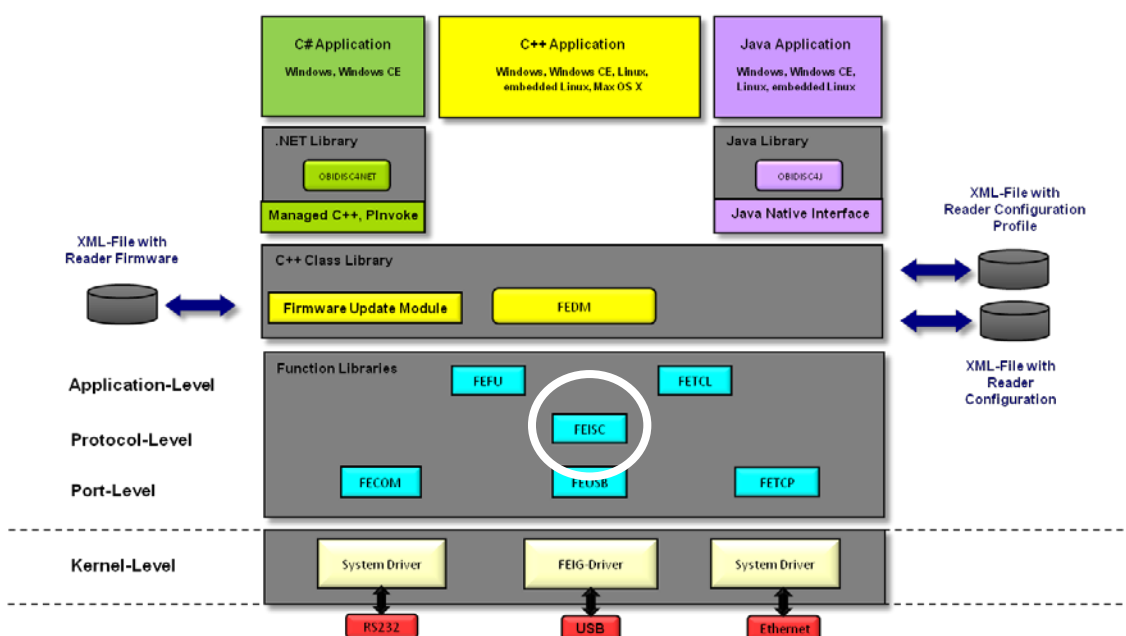 C# Application
Windows, Windows CE
C++ Application
Windows, Windows CE, Linux,
embedded Linux, Max OS X
Java Application
Windows, Windows CE,
Linux, embedded Linux
.NET Library
OBIDISC4NET
Managed C++, PInvoke
Java Library
OBIDISC4J
Java Native Interface
XML-File with
Reader Firmware
C++ Class Library
Firmware Update Module
FEDM
XML-File with
Reader Configuration
Profile
XML-File with
Reader
Configuration
Function Libraries
Application-Level
FEFU
FETCL
Protocol-Level
FEISC
Port-Level
FECOM
FEUSB
FETCP
Kernel-Level
System Driver
FEIG-Driver
System Driver
RS232
USB
Ethernet